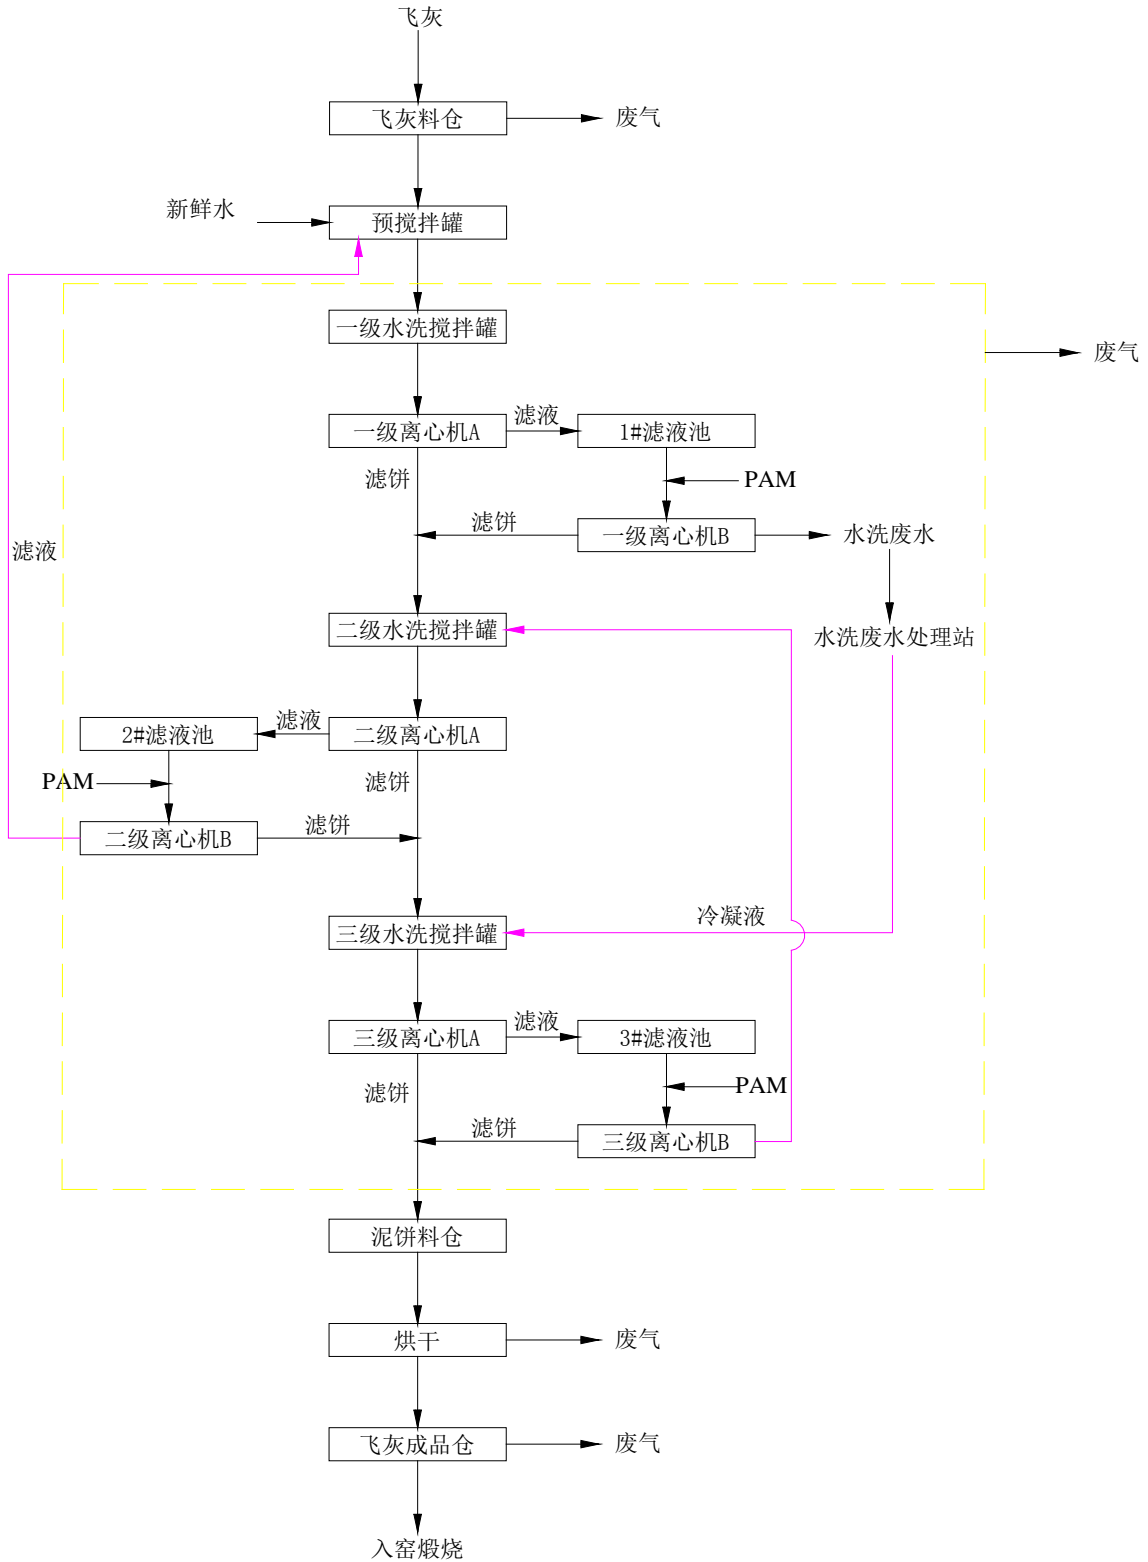 飞灰
飞灰料仓
废气
新鲜水
预搅拌罐
一级水洗搅拌罐
废气
一级离心机A
滤液
1#滤液池
滤饼
PAM
滤饼
一级离心机B
水洗废水
滤液
二级水洗搅拌罐
水洗废水处理站
2#滤液池
滤液
二级离心机A
PAM
滤饼
二级离心机B
滤饼
三级水洗搅拌罐
冷凝液
三级离心机A
滤液
3#滤液池
滤饼
PAM
滤饼
三级离心机B
泥饼料仓
烘干
废气
飞灰成品仓
废气
入窑煅烧